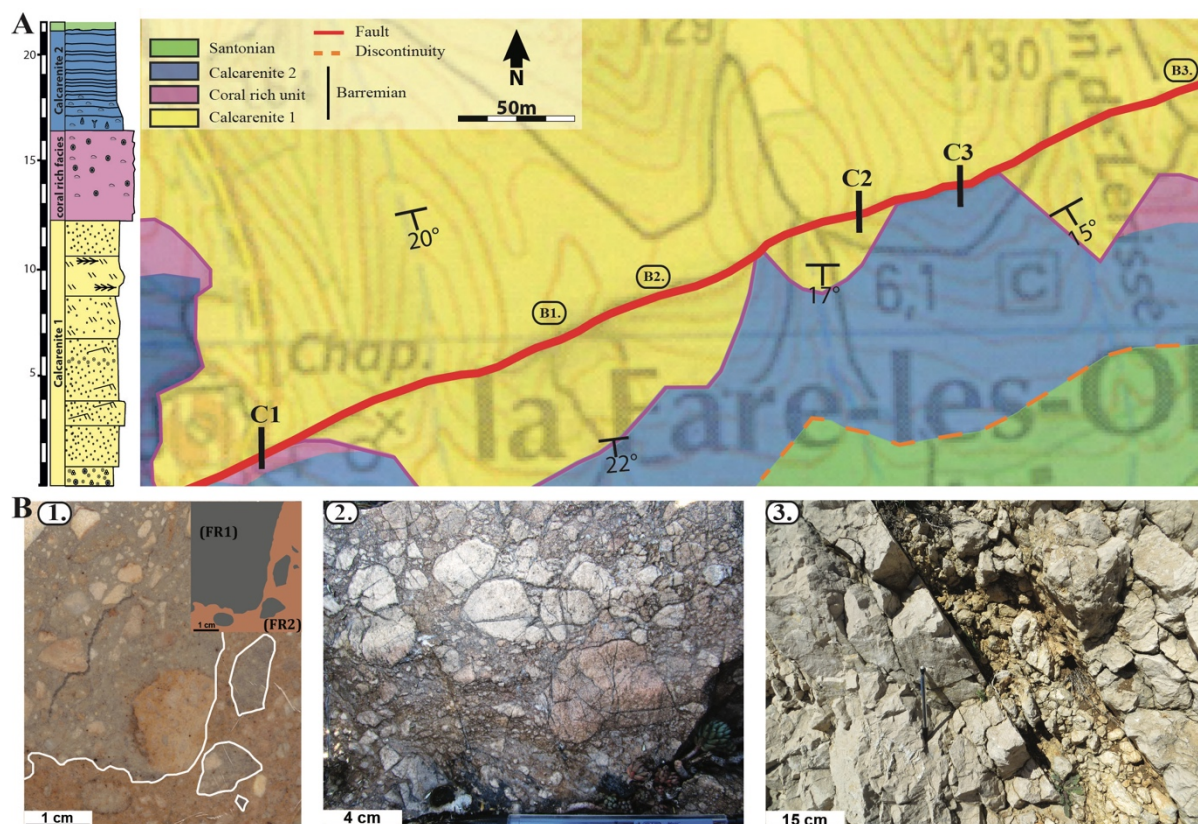 A
20
15
10
5
Calcarenite 2
coral rich facies
Calcarenite 1
Santonian
Calcarenite 2
Coral rich unit
Calcarenite 1
Barremian
Fault
Discontinuity
N
50m
129
130
B3.
C3
C2
20°
15°
B2.
17°
6,1
C
B1.
Chap.
la Fare-les-Ol
C1
22°
B
1.
(FR1)
(FR2)
1 cm
1 cm
2.
4 cm
3.
15 cm